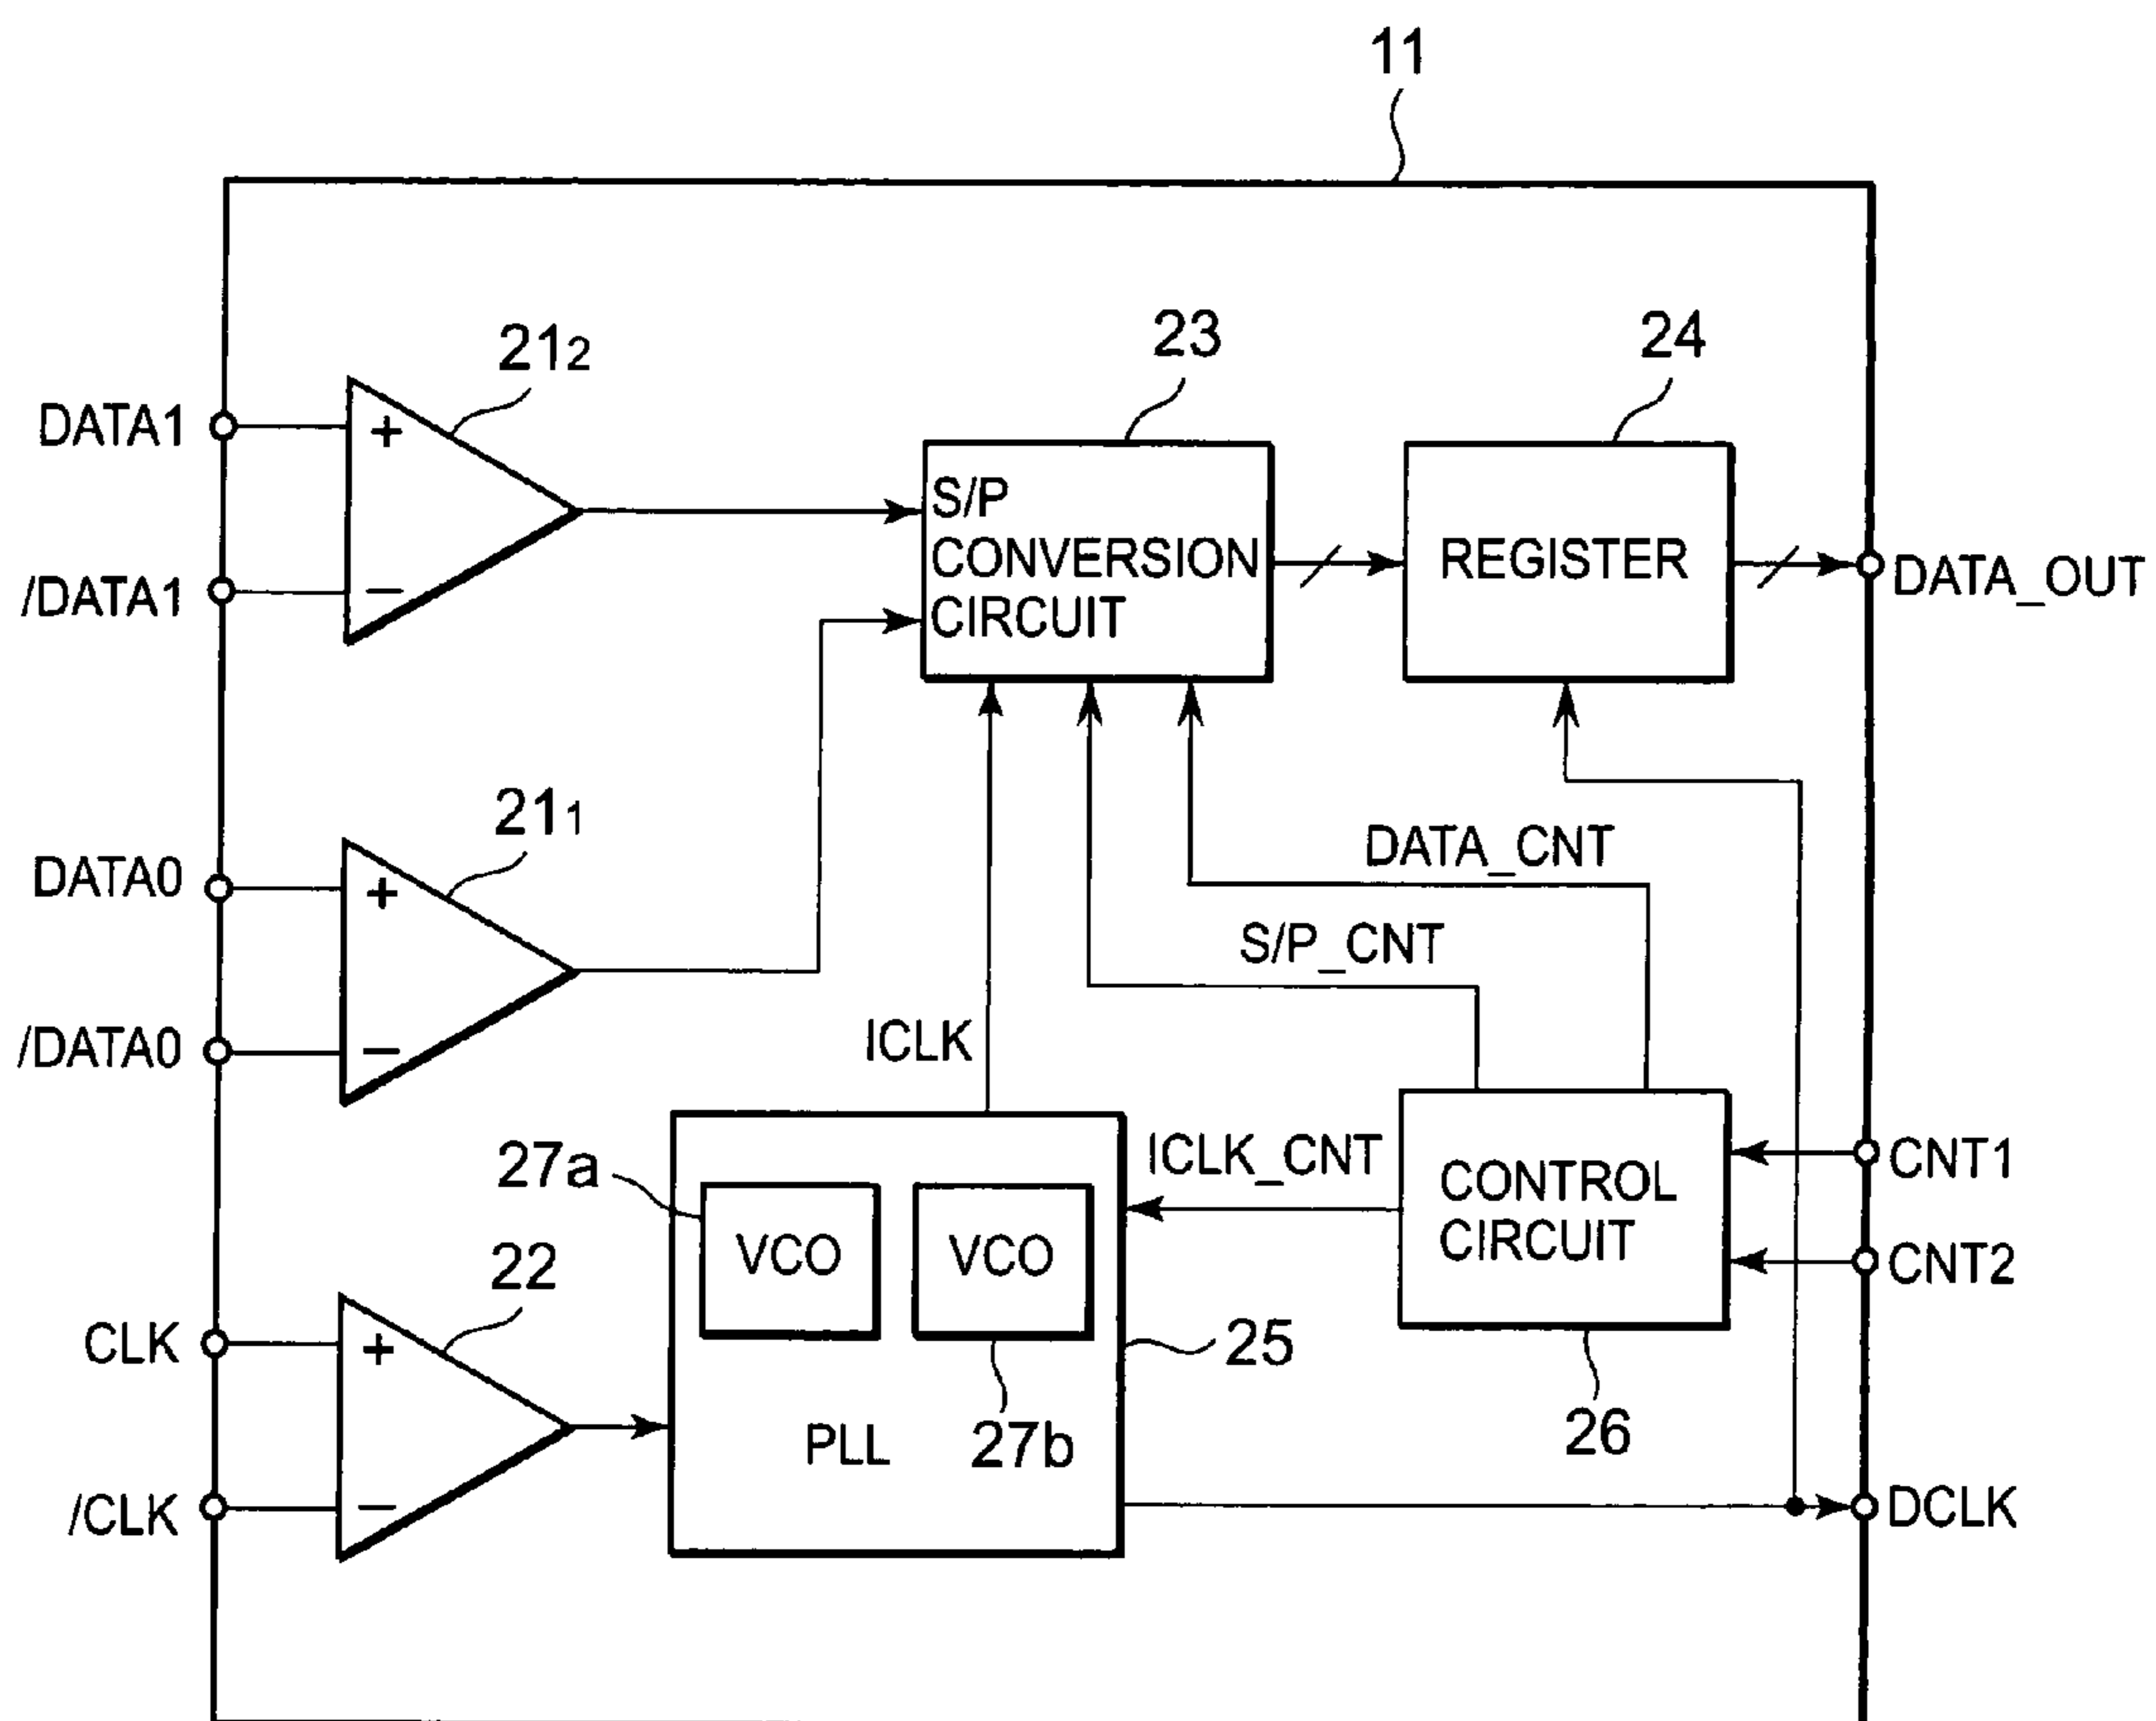 11
21₂
23
24
DATA1
+
S/P
CONVERSION
CIRCUIT
REGISTER
DATA_OUT
/DATA1
−
21₁
DATA_CNT
DATA0
+
S/P_CNT
/DATA0
−
ICLK
27a
ICLK_CNT
CONTROL
CIRCUIT
CNT1
VCO
VCO
CNT2
22
CLK
+
25
27b
26
PLL
/CLK
−
DCLK